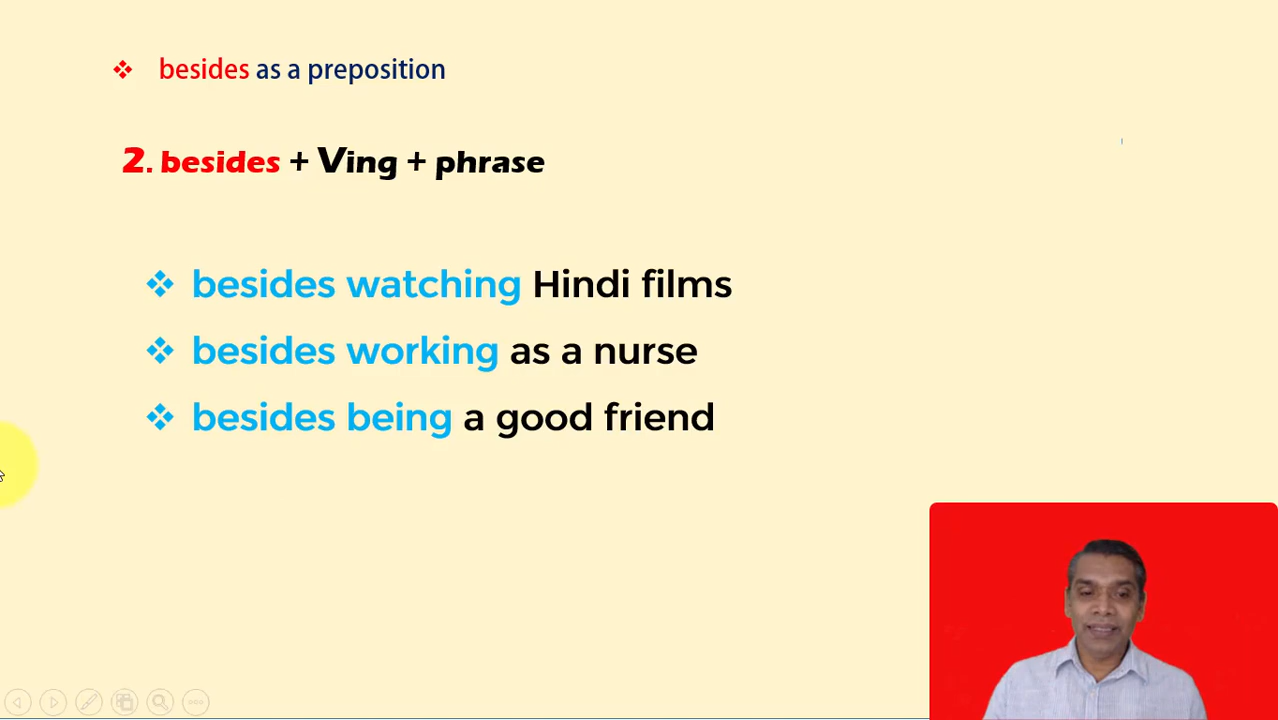 besides as a preposition
2. besides + Ving + phrase
besides watching Hindi films
besides working as a nurse
besides being a good friend